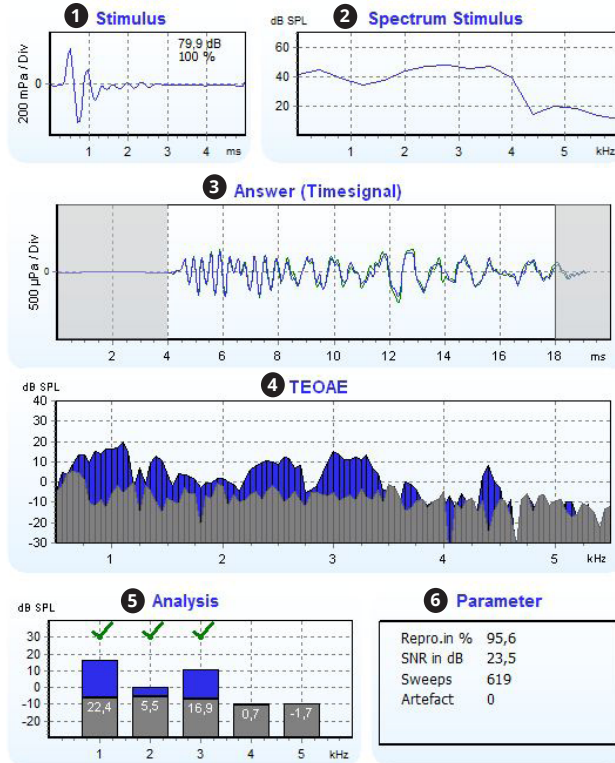 1 Stimulus
79,9 dB
100 %
200 mPa / Div
0
1 2 3 4 ms
2 Spectrum Stimulus
dB SPL
60
40
20
1 2 3 4 5 kHz
3 Answer (Timesignal)
500 µPa / Div
0
2 4 6 8 10 12 14 16 18 ms
4 TEOAE
dB SPL
40
30
20
10
0
-10
-20
-30
1 2 3 4 5 kHz
5 Analysis
dB SPL
30
20
10
0
-10
-20
22,4 5,5 16,9 0,7 -1,7
1 2 3 4 5 kHz
6 Parameter
Repro.in % 95,6
SNR in dB 23,5
Sweeps 619
Artefact 0